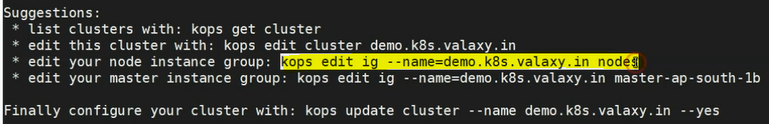 Suggestions:
* list clusters with: kops get cluster
* edit this cluster with: kops edit cluster demo.k8s.valaxy.in
* edit your node instance group: kops edit ig --name=demo.k8s.valaxy.in nodes
* edit your master instance group: kops edit ig --name=demo.k8s.valaxy.in master-ap-south-1b
Finally configure your cluster with: kops update cluster --name demo.k8s.valaxy.in --yes